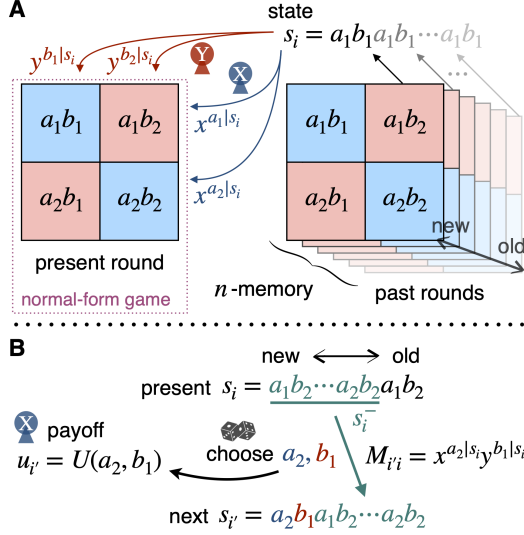 A
state
s_i = a_1b_1a_1b_1⋯a_1b_1
y^{b_1|s_i} y^{b_2|s_i} Y
X
⋯
x^{a_1|s_i}
a_1b_1 a_1b_2
a_1b_1 a_1b_2
x^{a_2|s_i}
a_2b_1 a_2b_2
a_2b_1 a_2b_2
new
old
present round
normal-form game
n-memory
past rounds
B
new old
present s_i = a_1b_2⋯a_2b_2a_1b_2
s_i^-
X payoff
choose a_2, b_1
M_{i'i} = x^{a_2|s_i}y^{b_1|s_i}
u_{i'} = U(a_2, b_1)
next s_{i'} = a_2b_1a_1b_2⋯a_2b_2